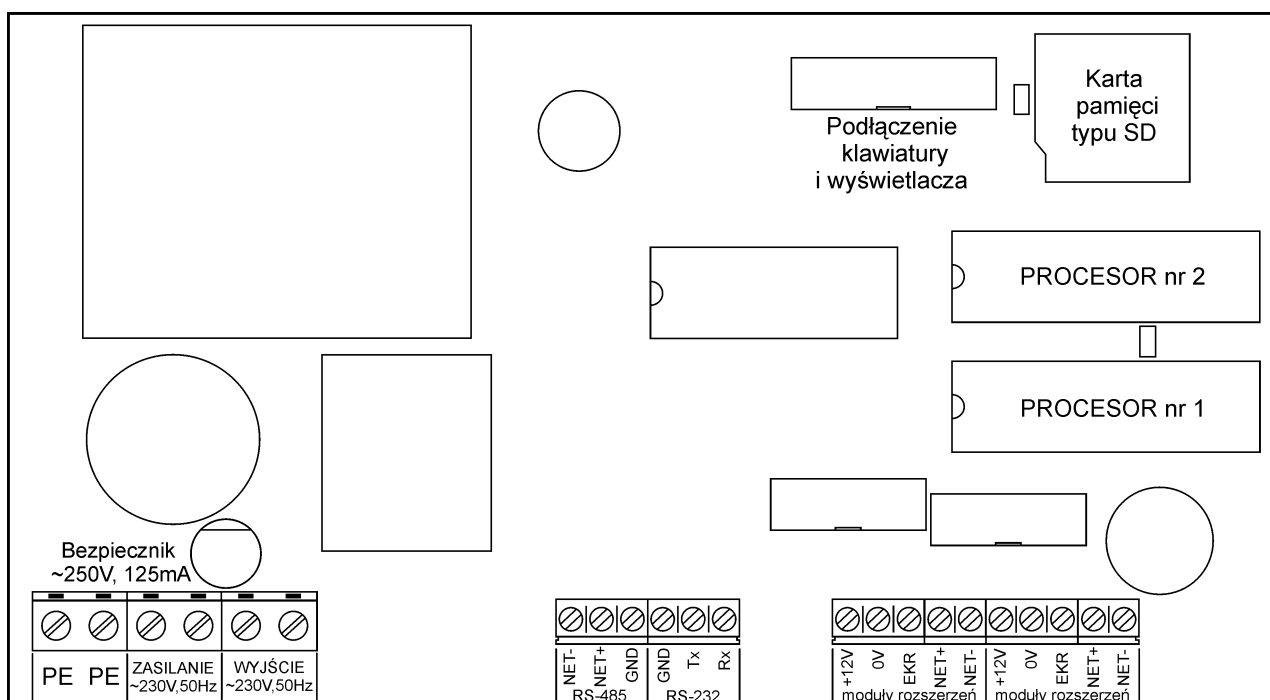 Karta
pamięci
typu SD
Podłączenie
klawiatury
i wyświetlacza
PROCESOR nr 2
PROCESOR nr 1
Bezpiecznik
~250V, 125mA
PE
PE
ZASILANIE
~230V,50Hz
WYJŚCIE
~230V,50Hz
NET-
NET+
GND
RS-485
GND
Tx
Rx
RS-232
+12V
0V
EKR
NET+
NET-
moduły rozszerzeń
+12V
0V
EKR
NET+
NET-
moduły rozszerzeń